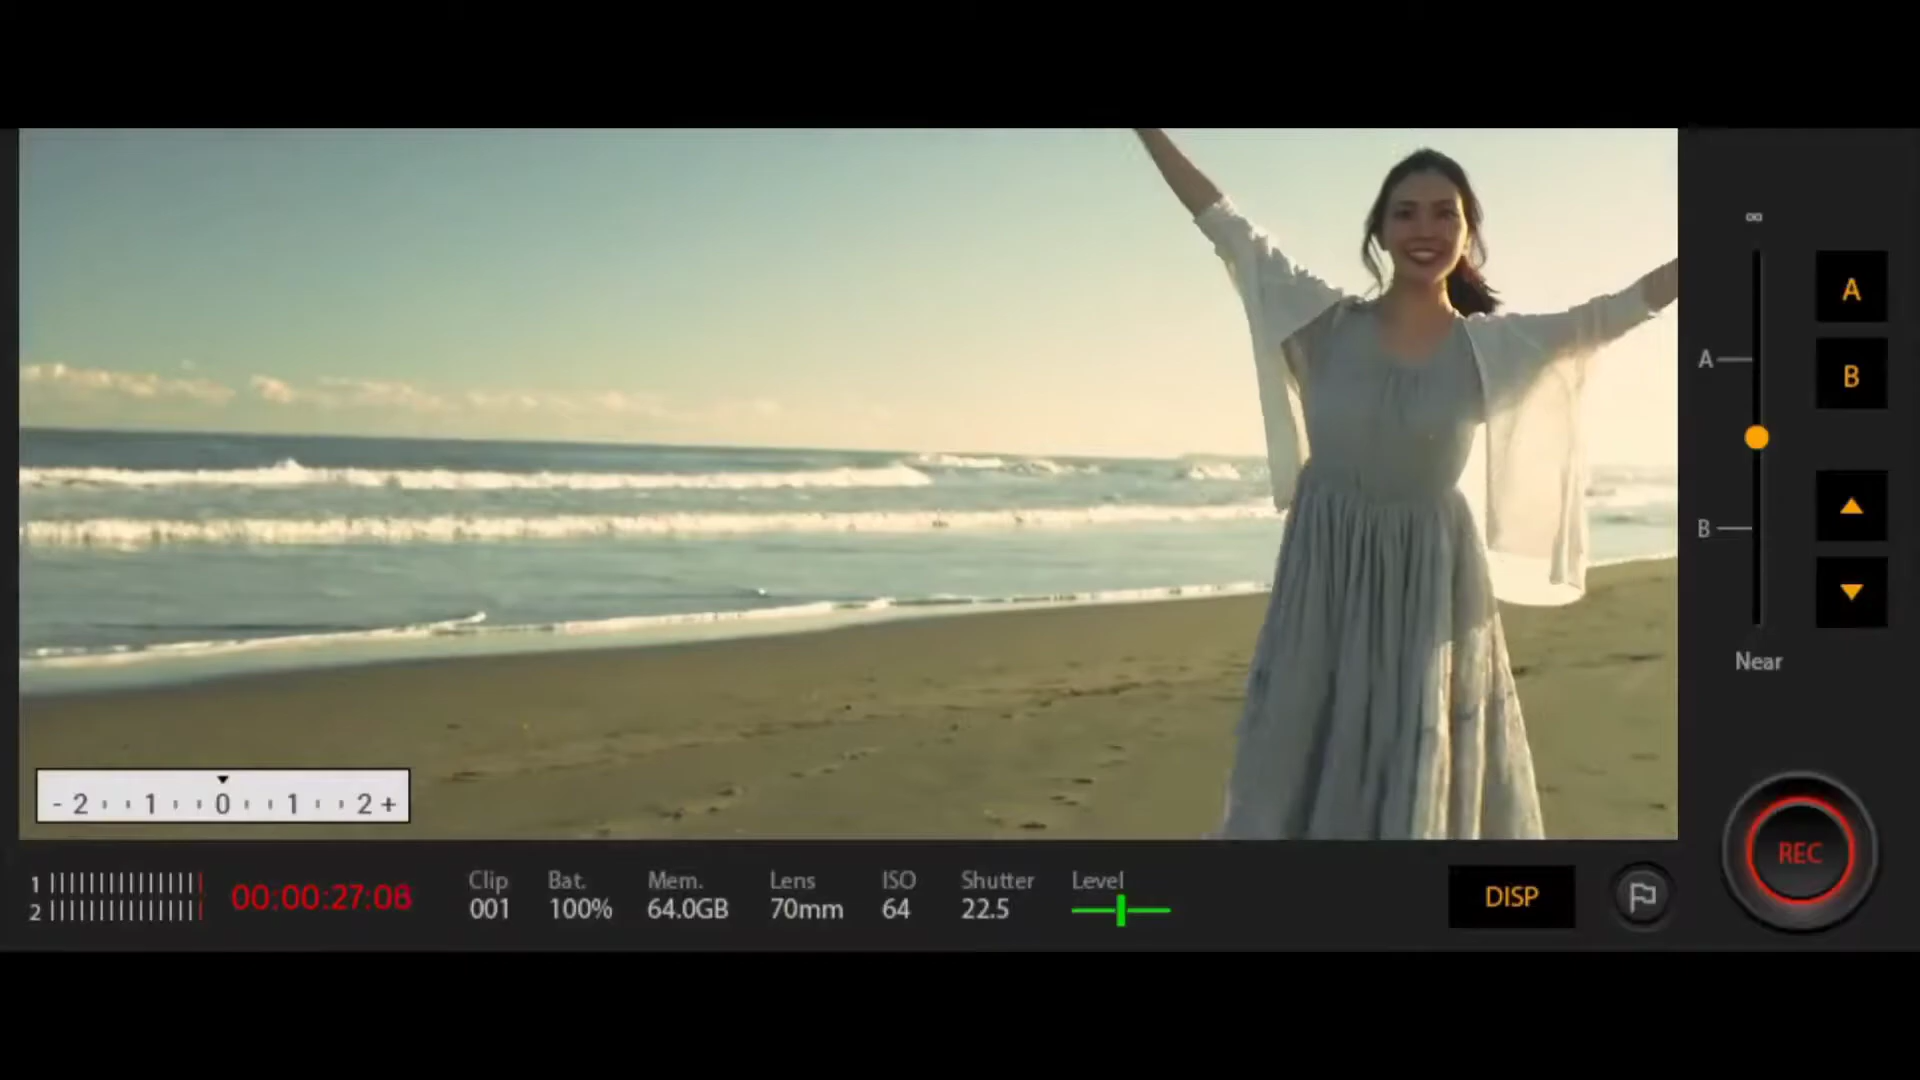 ∞
A
B
A
B
Near
- 2 1 0 1 2 +
REC
1
2
00:00:27:08
Clip
001
Bat.
100%
Mem.
64.0GB
Lens
70mm
ISO
64
Shutter
22.5
Level
DISP